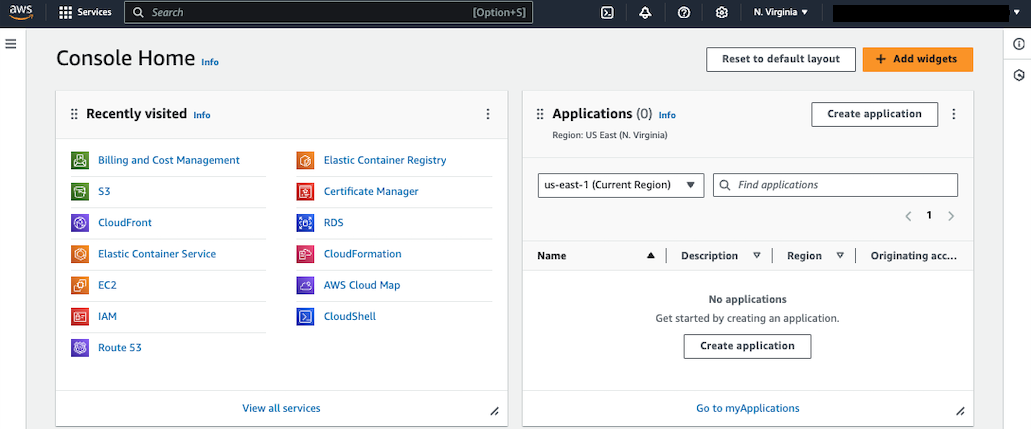 aws Services Search [Option+S] N. Virginia
Console Home Info Reset to default layout + Add widgets
Recently visited Info
Billing and Cost Management
S3
CloudFront
Elastic Container Service
EC2
IAM
Route 53
Elastic Container Registry
Certificate Manager
RDS
CloudFormation
AWS Cloud Map
CloudShell
View all services
Applications (0) Info Create application
Region: US East (N. Virginia)
us-east-1 (Current Region) Find applications
1
Name Description Region Originating acc...
No applications
Get started by creating an application.
Create application
Go to myApplications